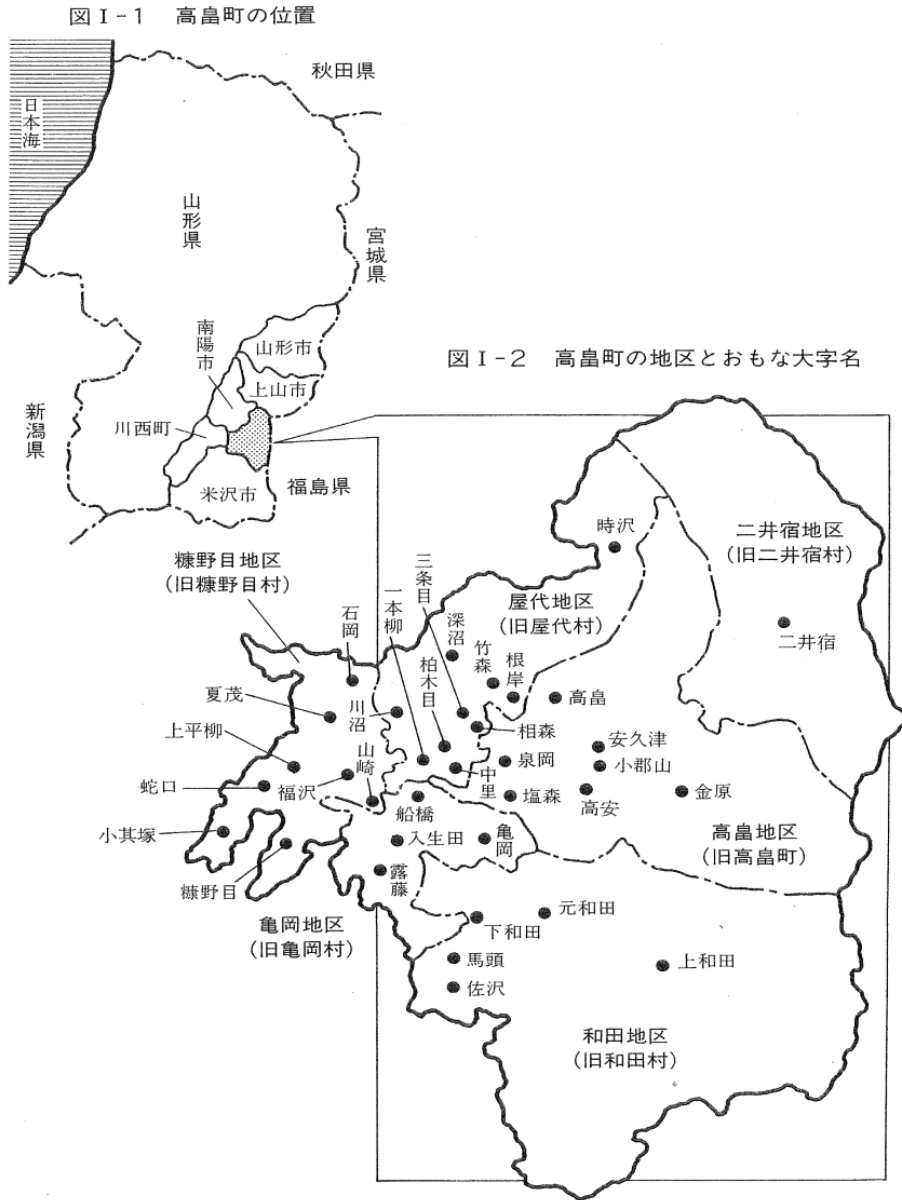 図Ⅰ-1 高畠町の位置
秋田県
日本海
山形県
宮城県
南陽市
山形市
上山市
新潟県
川西町
米沢市
福島県
図Ⅰ-2 高畠町の地区とおもな大字名
糠野目地区
(旧糠野目村)
時沢
二井宿地区
(旧二井宿村)
三条目
屋代地区
(旧屋代村)
石岡
一本柳
深沼
二井宿
柏木目
竹森
根岸
高畠
夏茂
川沼
相森
上平柳
山崎
安久津
泉岡
小郡山
蛇口
福沢
中里
船橋
塩森
高安
金原
小其塚
入生田
亀岡
高畠地区
(旧高畠町)
糠野目
露藤
亀岡地区
(旧亀岡村)
下和田
元和田
馬頭
上和田
佐沢
和田地区
(旧和田村)